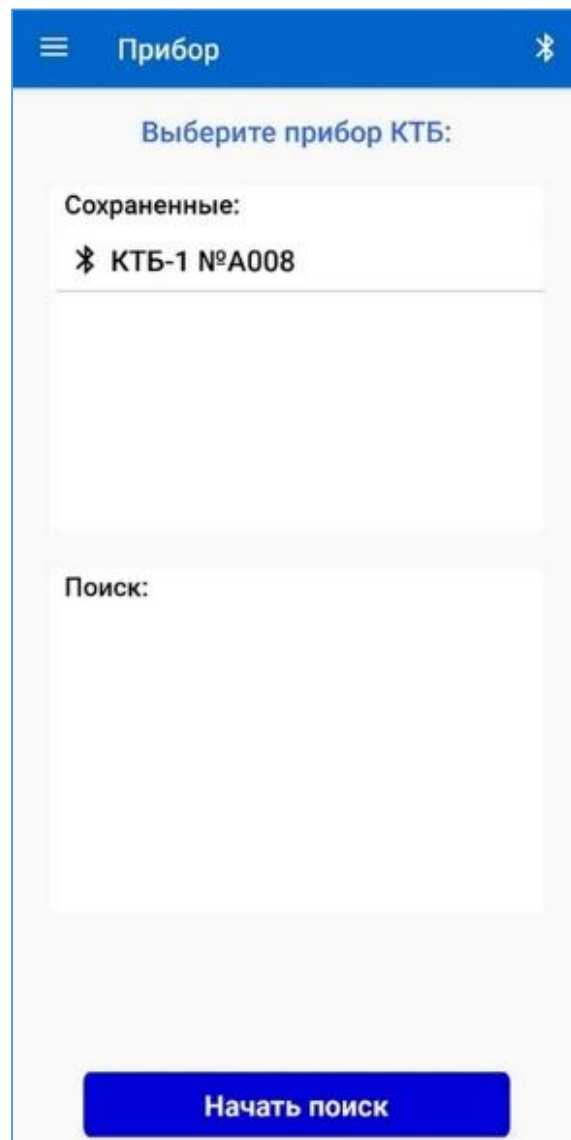 Прибор
Выберите прибор КТБ:
Сохраненные:
КТБ-1 №А008
Поиск:
Начать поиск